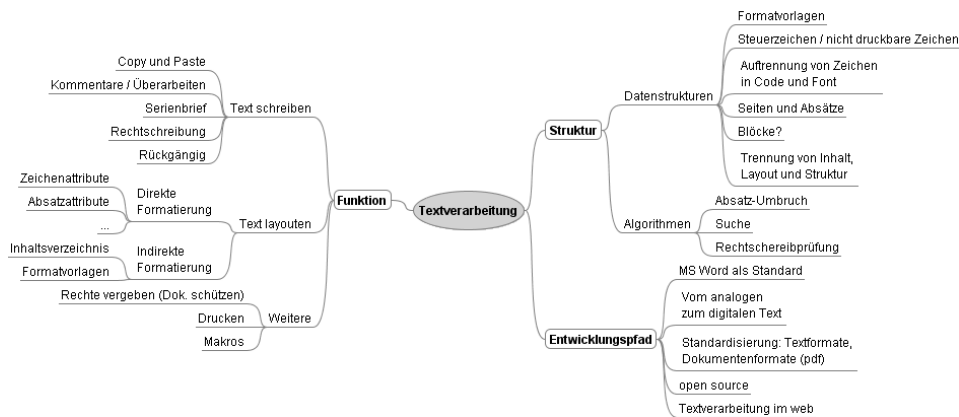 Textverarbeitung
Funktion
Text schreiben
Copy und Paste
Kommentare / Überarbeiten
Serienbrief
Rechtschreibung
Rückgängig
Text layouten
Direkte
Formatierung
Zeichenattribute
Absatzattribute
...
Indirekte
Formatierung
Inhaltsverzeichnis
Formatvorlagen
Weitere
Rechte vergeben (Dok. schützen)
Drucken
Makros
Struktur
Datenstrukturen
Formatvorlagen
Steuerzeichen / nicht druckbare Zeichen
Auftrennung von Zeichen
in Code und Font
Seiten und Absätze
Blöcke?
Trennung von Inhalt,
Layout und Struktur
Algorithmen
Absatz-Umbruch
Suche
Rechtschereibprüfung
Entwicklungspfad
MS Word als Standard
Vom analogen
zum digitalen Text
Standardisierung: Textformate,
Dokumentenformate (pdf)
open source
Textverarbeitung im web